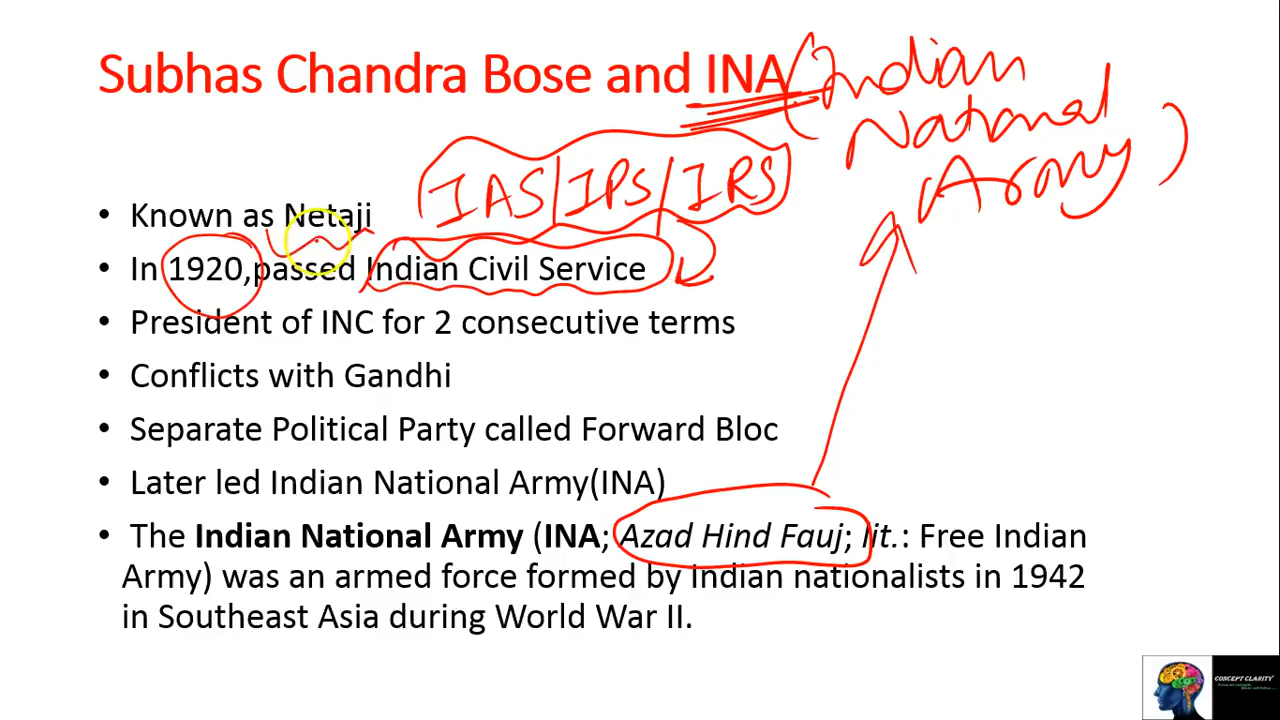 Subhas Chandra Bose and INA (Indian
National
Army)
IAS/IPS/IRS
• Known as Netaji
• In 1920,passed Indian Civil Service
• President of INC for 2 consecutive terms
• Conflicts with Gandhi
• Separate Political Party called Forward Bloc
• Later led Indian National Army(INA)
• The Indian National Army (INA; Azad Hind Fauj; lit.: Free Indian
Army) was an armed force formed by Indian nationalists in 1942
in Southeast Asia during World War II.
CONCEPT CLARITY